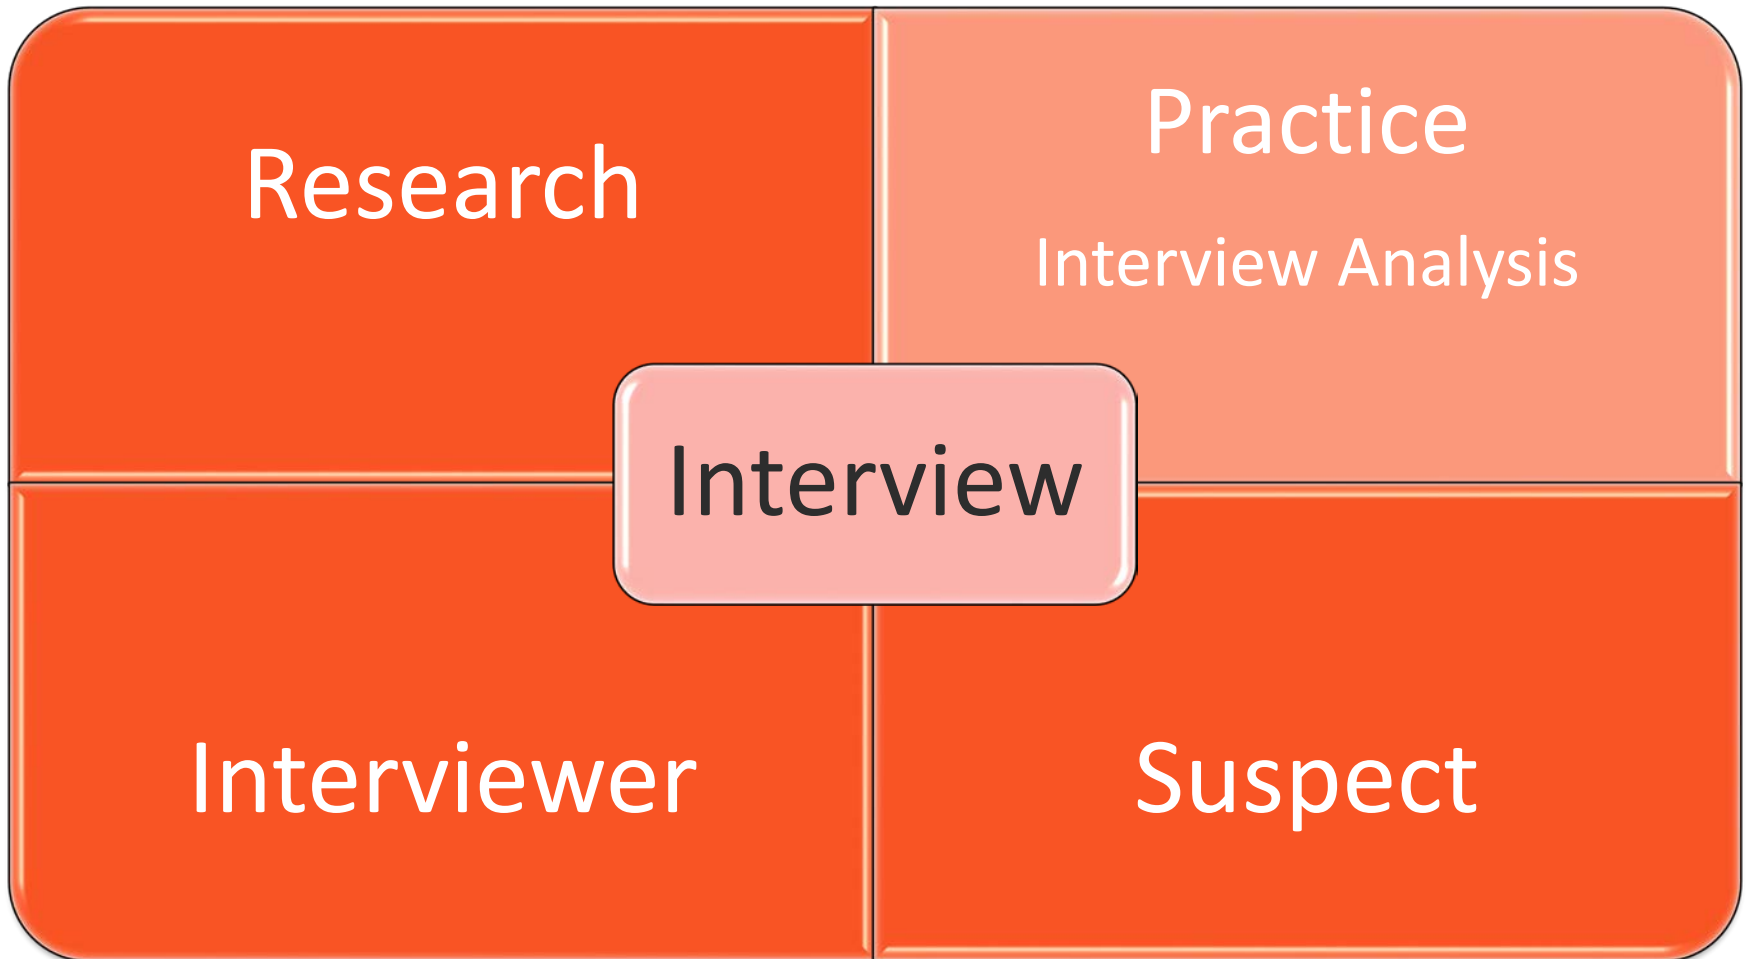 Research
Practice
Interview Analysis
Interview
Interviewer
Suspect